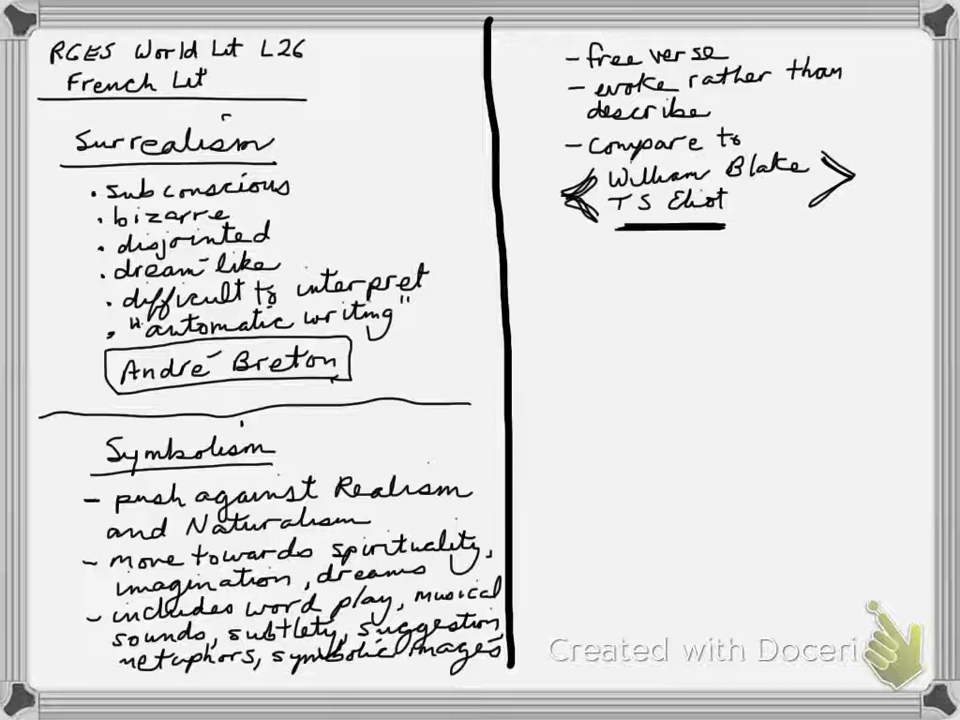 RGES World Lit L26
French Lit
Surrealism
• subconscious
• bizarre
• disjointed
• dream-like
• difficult to interpret
• "automatic writing"
André Breton
Symbolism
- push against Realism
and Naturalism
- move towards spirituality,
imagination, dreams
- includes word play, musical
sounds, subtlety, suggestion
metaphors, symbolic images
- free verse
- evoke rather than
describe
- compare to
William Blake
TS Eliot
Created with Doceri